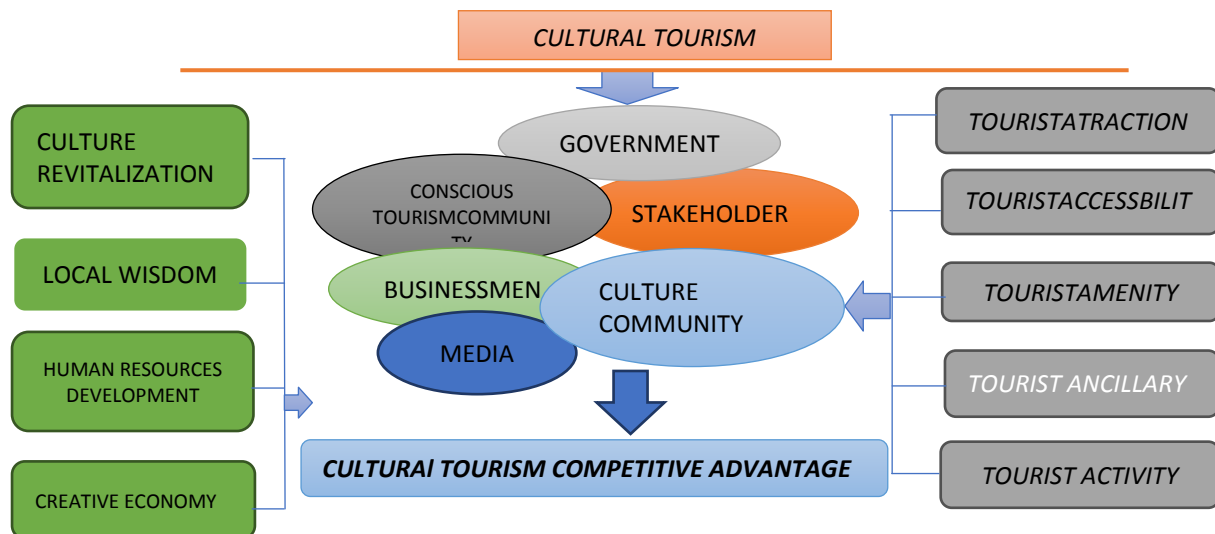 CULTURAL TOURISM
CULTURE
REVITALIZATION
LOCAL WISDOM
HUMAN RESOURCES
DEVELOPMENT
CREATIVE ECONOMY
GOVERNMENT
CONSCIOUS
TOURISMCOMMUNI
TY
STAKEHOLDER
BUSINESSMEN
CULTURE
COMMUNITY
MEDIA
CULTURAl TOURISM COMPETITIVE ADVANTAGE
TOURISTATRACTION
TOURISTACCESSBILIT
TOURISTAMENITY
TOURIST ANCILLARY
TOURIST ACTIVITY